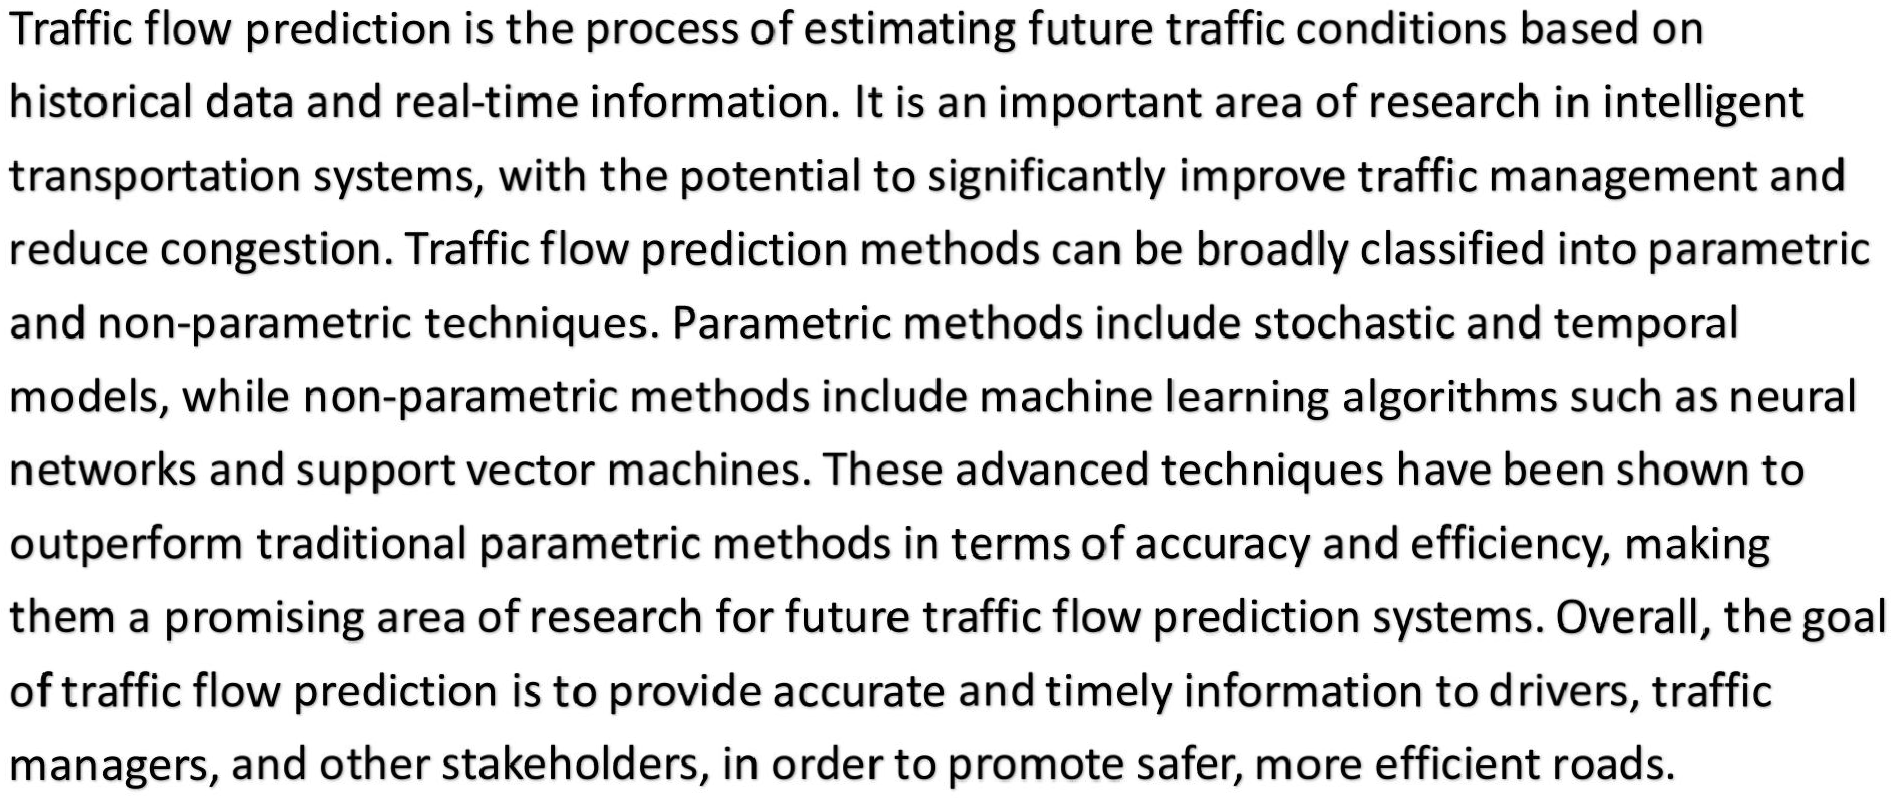 Traffic flow prediction is the process of estimating future traffic conditions based on
historical data and real-time information. It is an important area of research in intelligent
transportation systems, with the potential to significantly improve traffic management and
reduce congestion. Traffic flow prediction methods can be broadly classified into parametric
and non-parametric techniques. Parametric methods include stochastic and temporal
models, while non-parametric methods include machine learning algorithms such as neural
networks and support vector machines. These advanced techniques have been shown to
outperform traditional parametric methods in terms of accuracy and efficiency, making
them a promising area of research for future traffic flow prediction systems. Overall, the goal
of traffic flow prediction is to provide accurate and timely information to drivers, traffic
managers, and other stakeholders, in order to promote safer, more efficient roads.